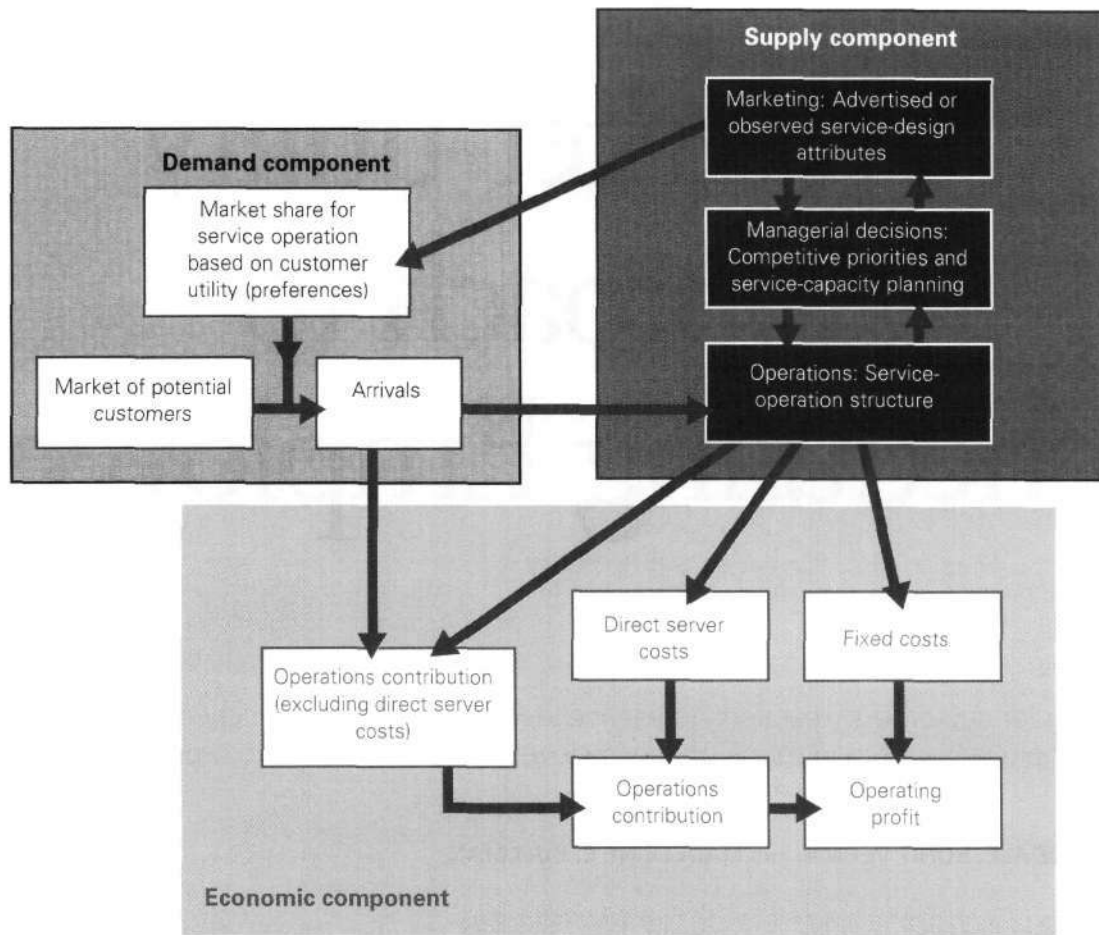 Supply component
Marketing: Advertised or
observed service-design
attributes
Managerial decisions:
Competitive priorities and
service-capacity planning
Operations: Service-
operation structure
Demand component
Market share for
service operation
based on customer
utility (preferences)
Market of potential
customers
Arrivals
Operations contribution
(excluding direct server
costs)
Direct server
costs
Fixed costs
Operations
contribution
Operating
profit
Economic component